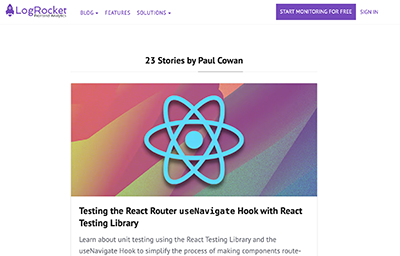 LogRocket
Frontend Analytics
BLOG
FEATURES
SOLUTIONS
START MONITORING FOR FREE
SIGN IN
23 Stories by Paul Cowan
Testing the React Router useNavigate Hook with React
Testing Library
Learn about unit testing using the React Testing Library and the
useNavigate Hook to simplify the process of making components route-